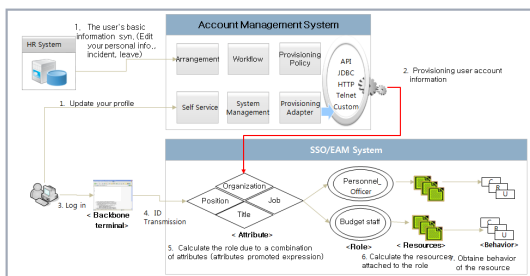 Account Management System
1. The user's basic
information syn, (Edit
your personal info.,
incident, leave)
HR System
Arrangement
Workflow
Provisioning
Policy
API
JDBC
HTTP
Telnet
Custom
2. Provisioning user account
information
1. Update your profile
Self Service
System
Management
Provisioning
Adapter
SSO/EAM System
Organization
Position
Job
Title
Personnel_
Officer
C
R
U
3. Log in
< Backbone
terminal>
4. ID
Transmission
< Attribute>
Budget staff
<Role>
< Resources>
C
R
U
<Behavior>
5. Calculate the role due to a combination
of attributes (attributes promoted expression)
6. Calculate the resources
attached to the role
7. Obtaine behavior
of the resource